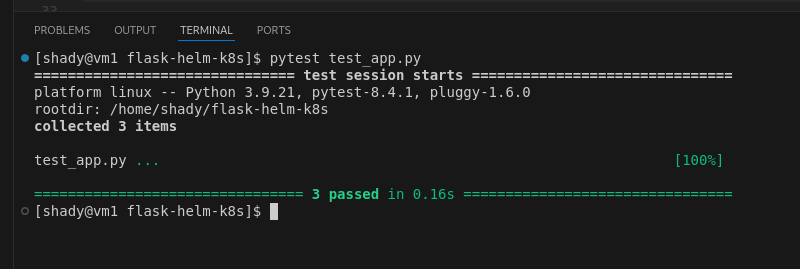 33
PROBLEMS OUTPUT TERMINAL PORTS
[shady@vm1 flask-helm-k8s]$ pytest test_app.py
=============================== test session starts ===============================
platform linux -- Python 3.9.21, pytest-8.4.1, pluggy-1.6.0
rootdir: /home/shady/flask-helm-k8s
collected 3 items
test_app.py ... [100%]
================================ 3 passed in 0.16s ================================
[shady@vm1 flask-helm-k8s]$